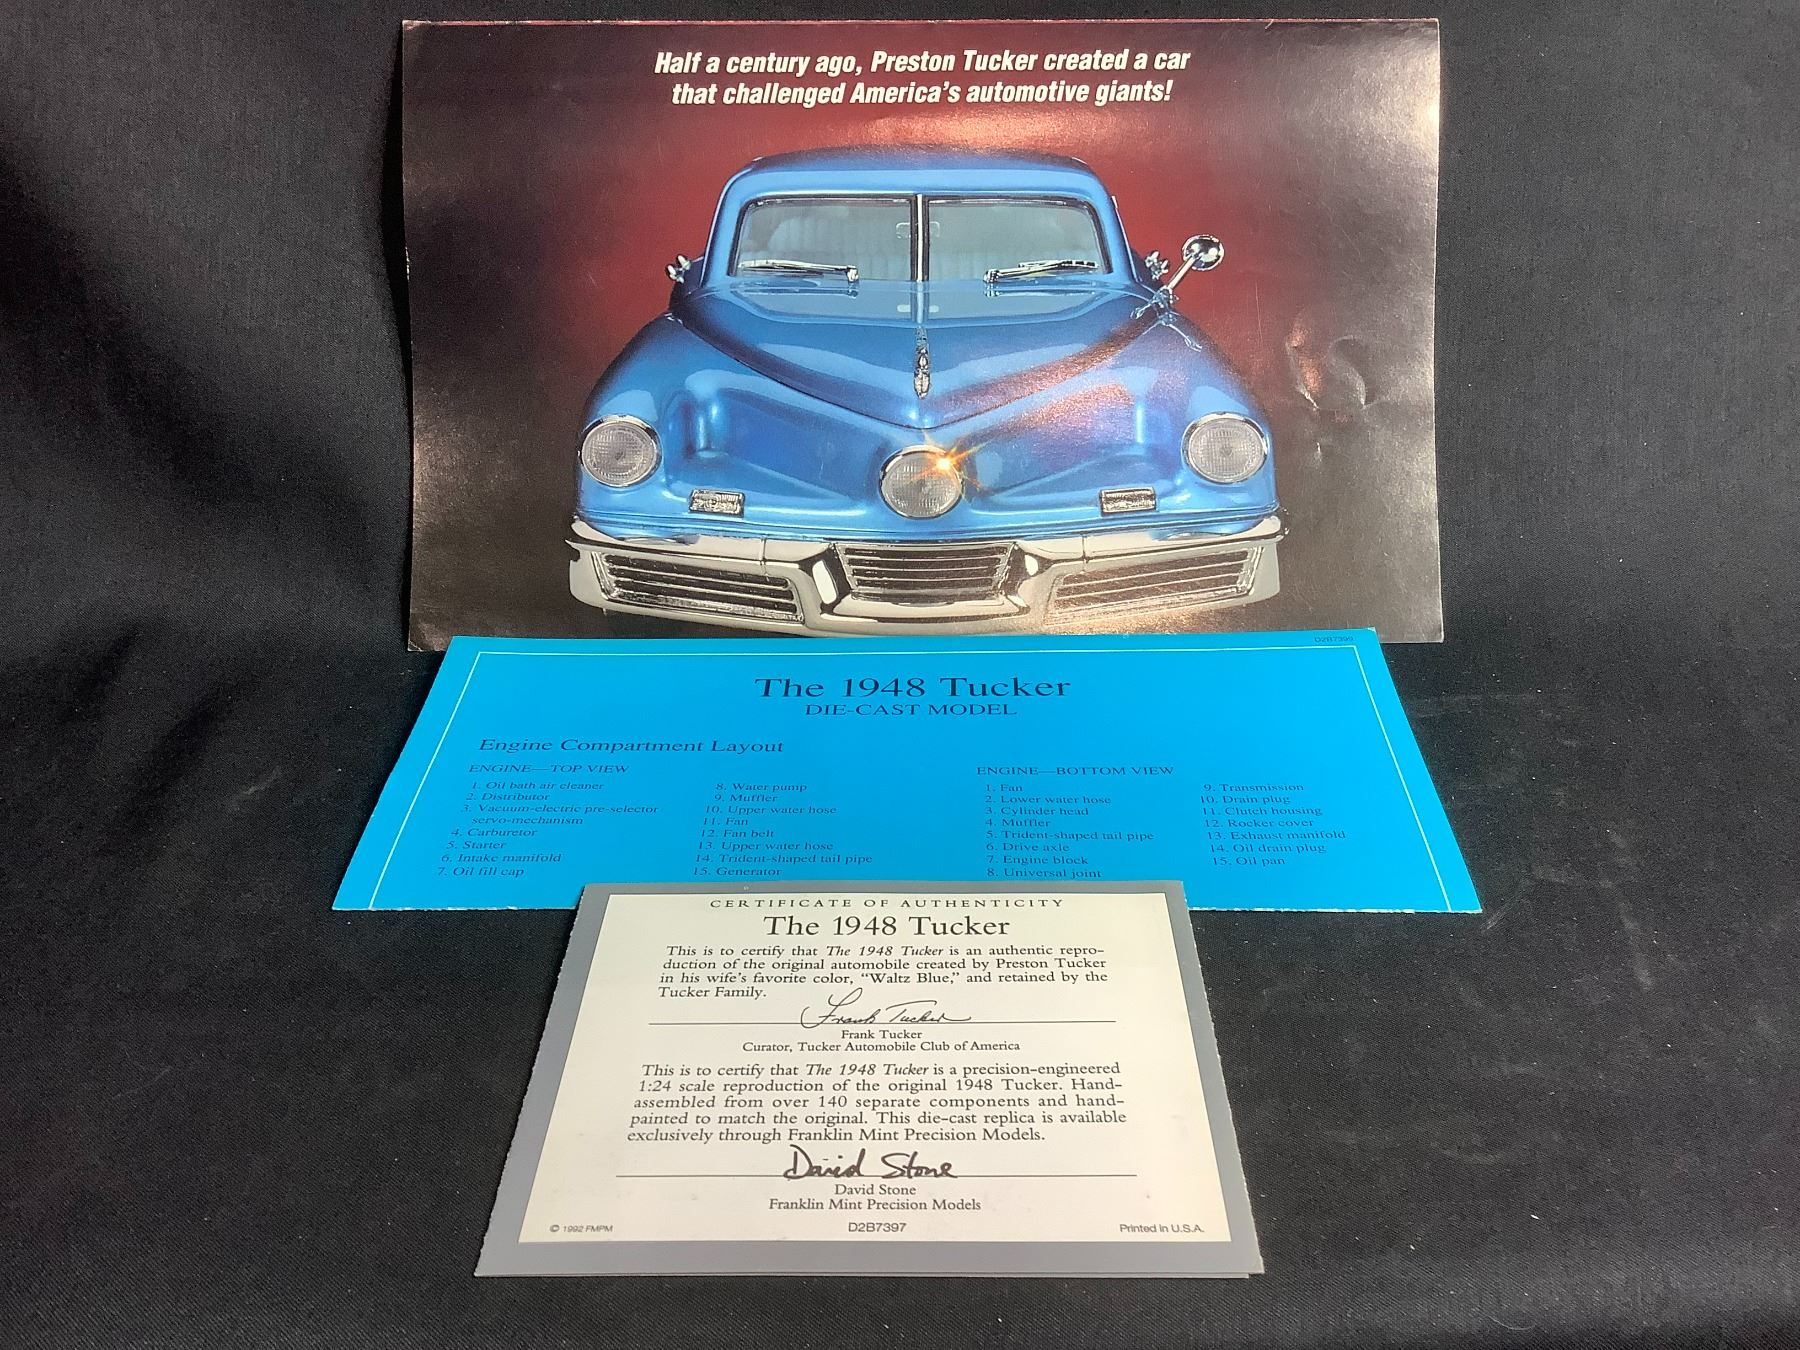 Half a century ago, Preston Tucker created a car
that challenged America's automotive giants!
D2B7399
The 1948 Tucker
DIE-CAST MODEL
Engine Compartment Layout
ENGINE—TOP VIEW
1. Oil bath air cleaner
2. Distributor
3. Vacuum-electric pre-selector
servo-mechanism
4. Carburetor
5. Starter
6. Intake manifold
7. Oil fill cap
8. Water pump
9. Muffler
10. Upper water hose
11. Fan
12. Fan belt
13. Upper water hose
14. Trident-shaped tail pipe
15. Generator
ENGINE—BOTTOM VIEW
1. Fan
2. Lower water hose
3. Cylinder head
4. Muffler
5. Trident-shaped tail pipe
6. Drive axle
7. Engine block
8. Universal joint
9. Transmission
10. Drain plug
11. Clutch housing
12. Rocker cover
13. Exhaust manifold
14. Oil drain plug
15. Oil pan
CERTIFICATE OF AUTHENTICITY
The 1948 Tucker
This is to certify that The 1948 Tucker is an authentic repro-
duction of the original automobile created by Preston Tucker
in his wife's favorite color, "Waltz Blue," and retained by the
Tucker Family.
Frank Tucker
Frank Tucker
Curator, Tucker Automobile Club of America
This is to certify that The 1948 Tucker is a precision-engineered
1:24 scale reproduction of the original 1948 Tucker. Hand-
assembled from over 140 separate components and hand-
painted to match the original. This die-cast replica is available
exclusively through Franklin Mint Precision Models.
David Stone
David Stone
Franklin Mint Precision Models
© 1992 FMPM
D2B7397
Printed in U.S.A.